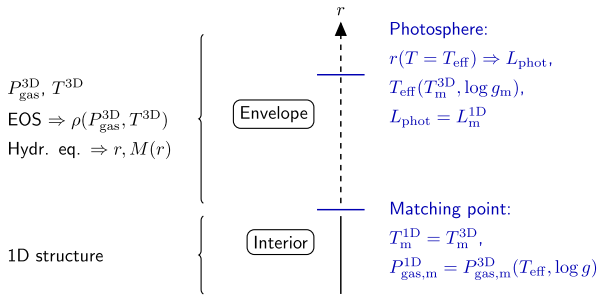 r
Photosphere:
r(T = T_eff) ⇒ L_phot,
T_eff(T_m^3D, log g_m),
L_phot = L_m^1D
P_gas^3D, T^3D
EOS ⇒ ρ(P_gas^3D, T^3D)
Hydr. eq. ⇒ r, M(r)
Envelope
Matching point:
T_m^1D = T_m^3D,
P_gas,m^1D = P_gas,m^3D(T_eff, log g)
Interior
1D structure